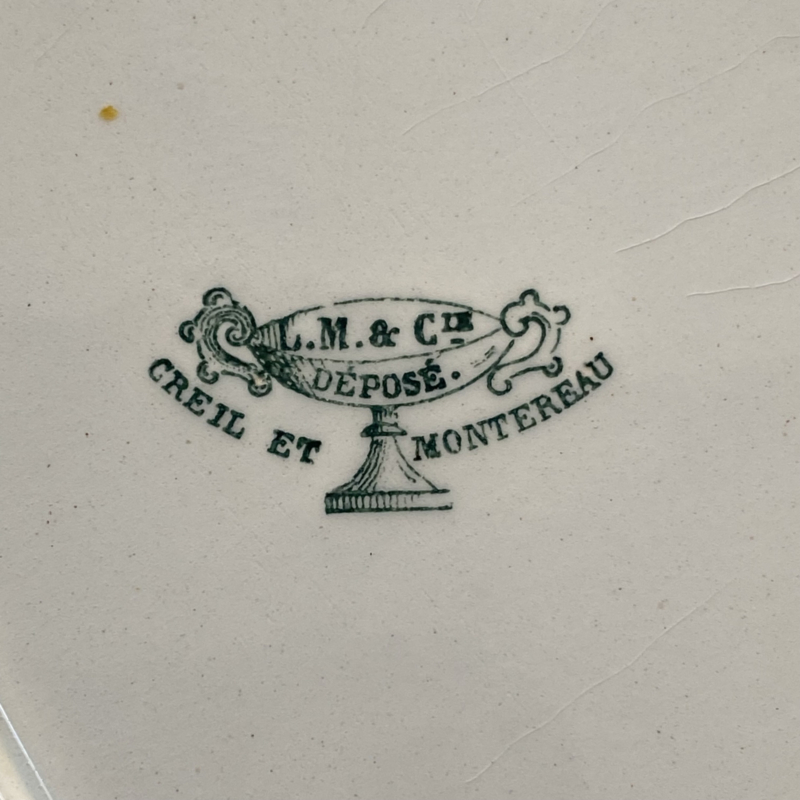 L.M. & CIE
DÉPOSÉ.
CREIL ET MONTEREAU